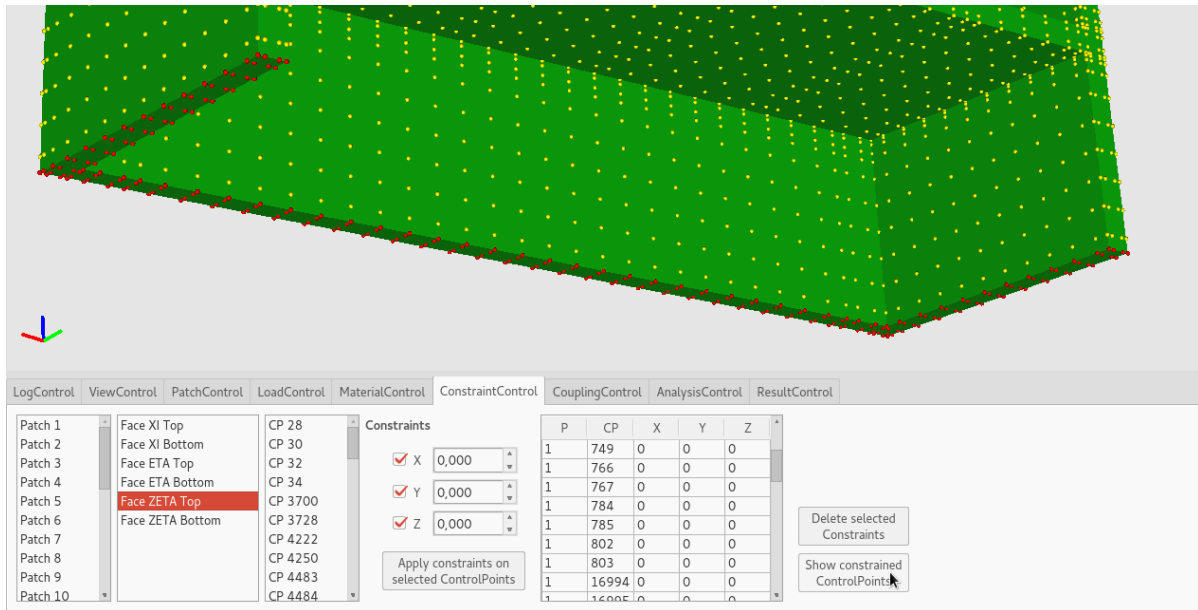 LogControl ViewControl PatchControl LoadControl MaterialControl ConstraintControl CouplingControl AnalysisControl ResultControl
Patch 1
Patch 2
Patch 3
Patch 4
Patch 5
Patch 6
Patch 7
Patch 8
Patch 9
Patch 10
Face XI Top
Face XI Bottom
Face ETA Top
Face ETA Bottom
Face ZETA Top
Face ZETA Bottom
CP 28
CP 30
CP 32
CP 34
CP 3700
CP 3728
CP 4222
CP 4250
CP 4483
CP 4484
Constraints
X 0,000
Y 0,000
Z 0,000
Apply constraints on
selected ControlPoints
P CP X Y Z
1 749 0 0 0
1 766 0 0 0
1 767 0 0 0
1 784 0 0 0
1 785 0 0 0
1 802 0 0 0
1 803 0 0 0
1 16994 0 0 0
1 16995 0 0 0
Delete selected
Constraints
Show constrained
ControlPoints